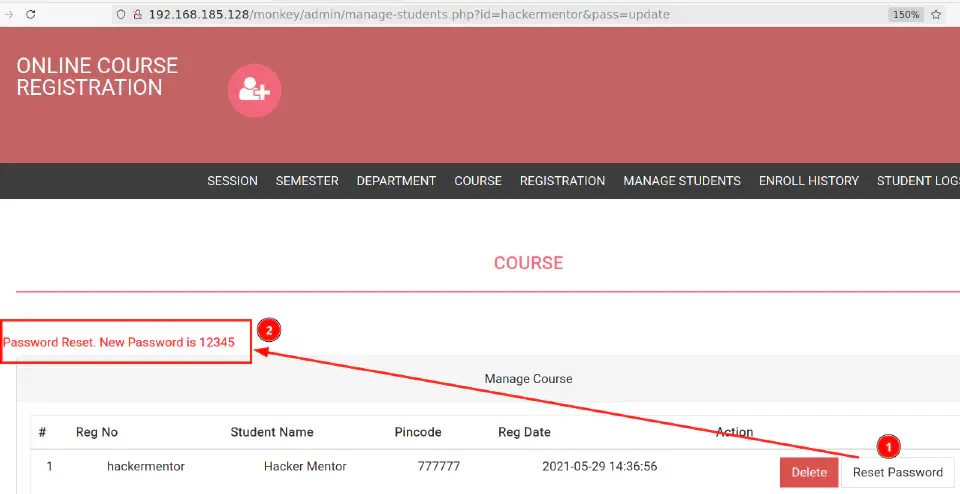 192.168.185.128/monkey/admin/manage-students.php?id=hackermentor&pass=update 150%
ONLINE COURSE
REGISTRATION
SESSION SEMESTER DEPARTMENT COURSE REGISTRATION MANAGE STUDENTS ENROLL HISTORY STUDENT LOGS
COURSE
2
Password Reset. New Password is 12345
Manage Course
# Reg No Student Name Pincode Reg Date Action
1
1 hackermentor Hacker Mentor 777777 2021-05-29 14:36:56 Delete Reset Password